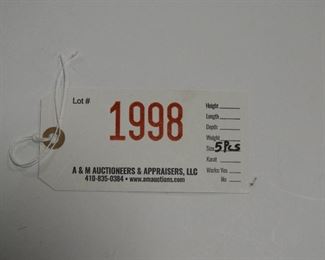 Lot #
1998
Height
Length
Depth
Weight
Size 5 Pcs
Karat
Works: Yes
No
A & M AUCTIONEERS & APPRAISERS, LLC
410-835-0384 • www.amauctions.com